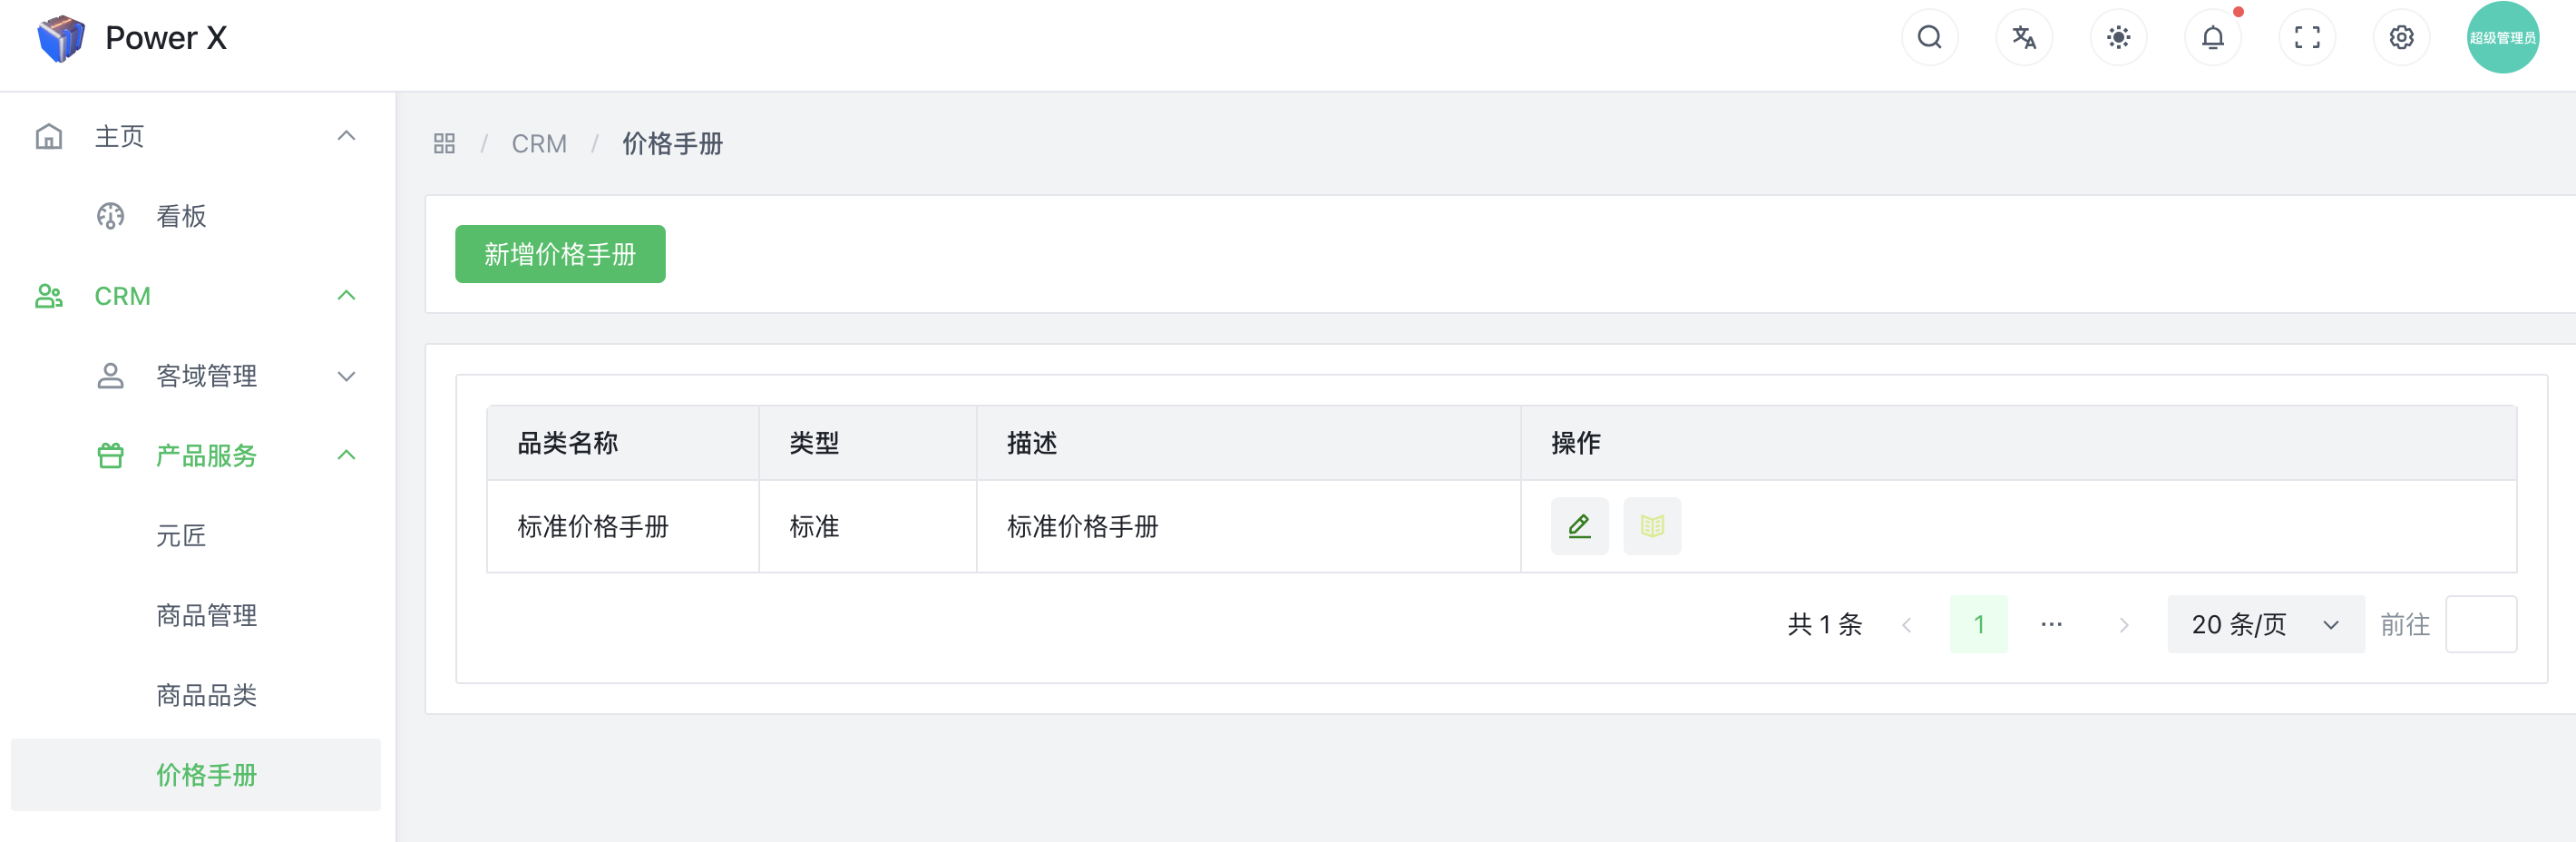 Power X
超级管理员
主页
看板
CRM
客域管理
产品服务
元匠
商品管理
商品品类
价格手册
/ CRM / 价格手册
新增价格手册
品类名称 类型 描述 操作
标准价格手册 标准 标准价格手册
共 1 条 1 ··· 20 条/页 前往